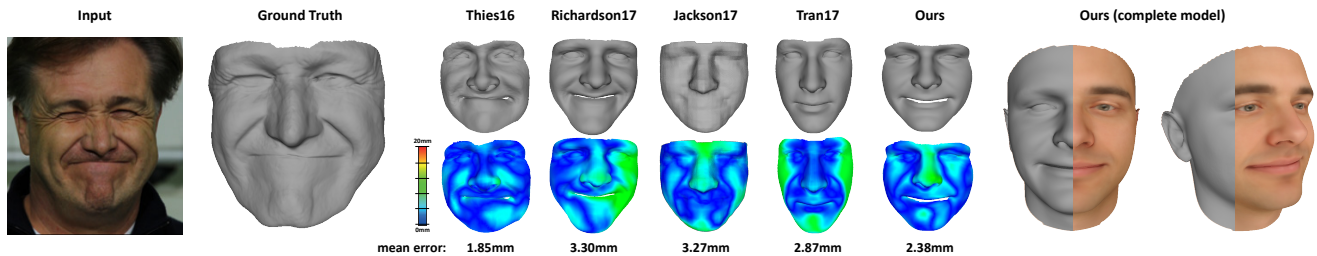 Input
Ground Truth
Thies16
Richardson17
Jackson17
Tran17
Ours
Ours (complete model)
20mm
0mm
mean error:
1.85mm
3.30mm
3.27mm
2.87mm
2.38mm